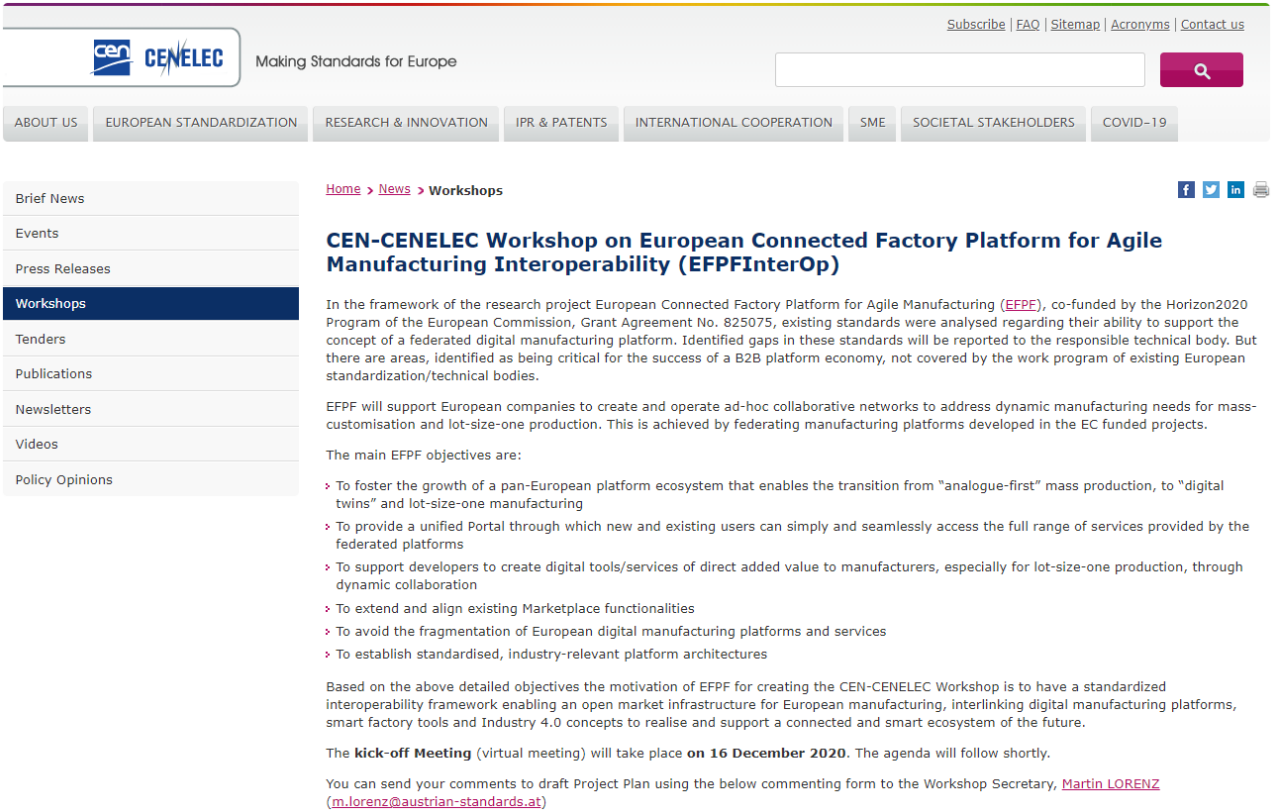 Subscribe | FAQ | Sitemap | Acronyms | Contact us
cen CENELEC Making Standards for Europe
ABOUT US EUROPEAN STANDARDIZATION RESEARCH & INNOVATION IPR & PATENTS INTERNATIONAL COOPERATION SME SOCIETAL STAKEHOLDERS COVID-19
Brief News
Events
Press Releases
Workshops
Tenders
Publications
Newsletters
Videos
Policy Opinions
Home > News > Workshops
f in
CEN-CENELEC Workshop on European Connected Factory Platform for Agile
Manufacturing Interoperability (EFPFInterOp)
In the framework of the research project European Connected Factory Platform for Agile Manufacturing (EFPF), co-funded by the Horizon2020
Program of the European Commission, Grant Agreement No. 825075, existing standards were analysed regarding their ability to support the
concept of a federated digital manufacturing platform. Identified gaps in these standards will be reported to the responsible technical body. But
there are areas, identified as being critical for the success of a B2B platform economy, not covered by the work program of existing European
standardization/technical bodies.
EFPF will support European companies to create and operate ad-hoc collaborative networks to address dynamic manufacturing needs for mass-
customisation and lot-size-one production. This is achieved by federating manufacturing platforms developed in the EC funded projects.
The main EFPF objectives are:
To foster the growth of a pan-European platform ecosystem that enables the transition from “analogue-first” mass production, to “digital
twins” and lot-size-one manufacturing
To provide a unified Portal through which new and existing users can simply and seamlessly access the full range of services provided by the
federated platforms
To support developers to create digital tools/services of direct added value to manufacturers, especially for lot-size-one production, through
dynamic collaboration
To extend and align existing Marketplace functionalities
To avoid the fragmentation of European digital manufacturing platforms and services
To establish standardised, industry-relevant platform architectures
Based on the above detailed objectives the motivation of EFPF for creating the CEN-CENELEC Workshop is to have a standardized
interoperability framework enabling an open market infrastructure for European manufacturing, interlinking digital manufacturing platforms,
smart factory tools and Industry 4.0 concepts to realise and support a connected and smart ecosystem of the future.
The kick-off Meeting (virtual meeting) will take place on 16 December 2020. The agenda will follow shortly.
You can send your comments to draft Project Plan using the below commenting form to the Workshop Secretary, Martin LORENZ
(m.lorenz@austrian-standards.at)